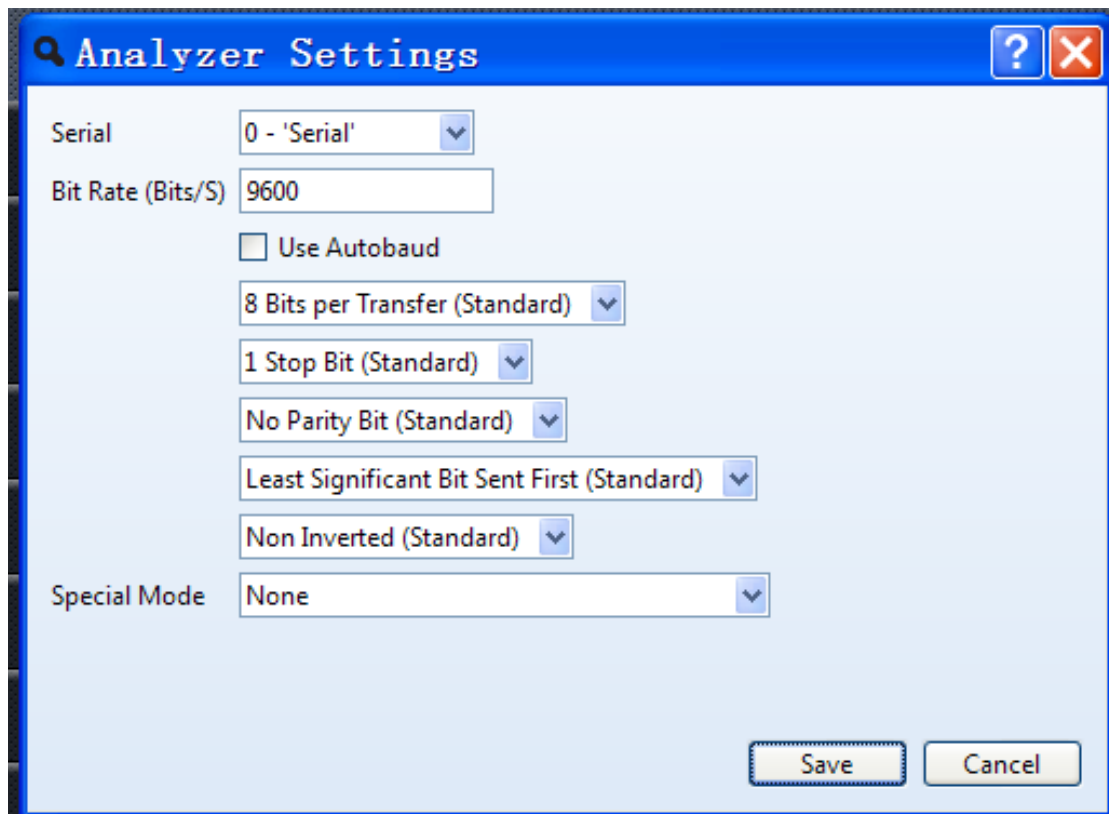 Analyzer Settings
Serial 0 - 'Serial'
Bit Rate (Bits/S) 9600
Use Autobaud
8 Bits per Transfer (Standard)
1 Stop Bit (Standard)
No Parity Bit (Standard)
Least Significant Bit Sent First (Standard)
Non Inverted (Standard)
Special Mode None
Save Cancel